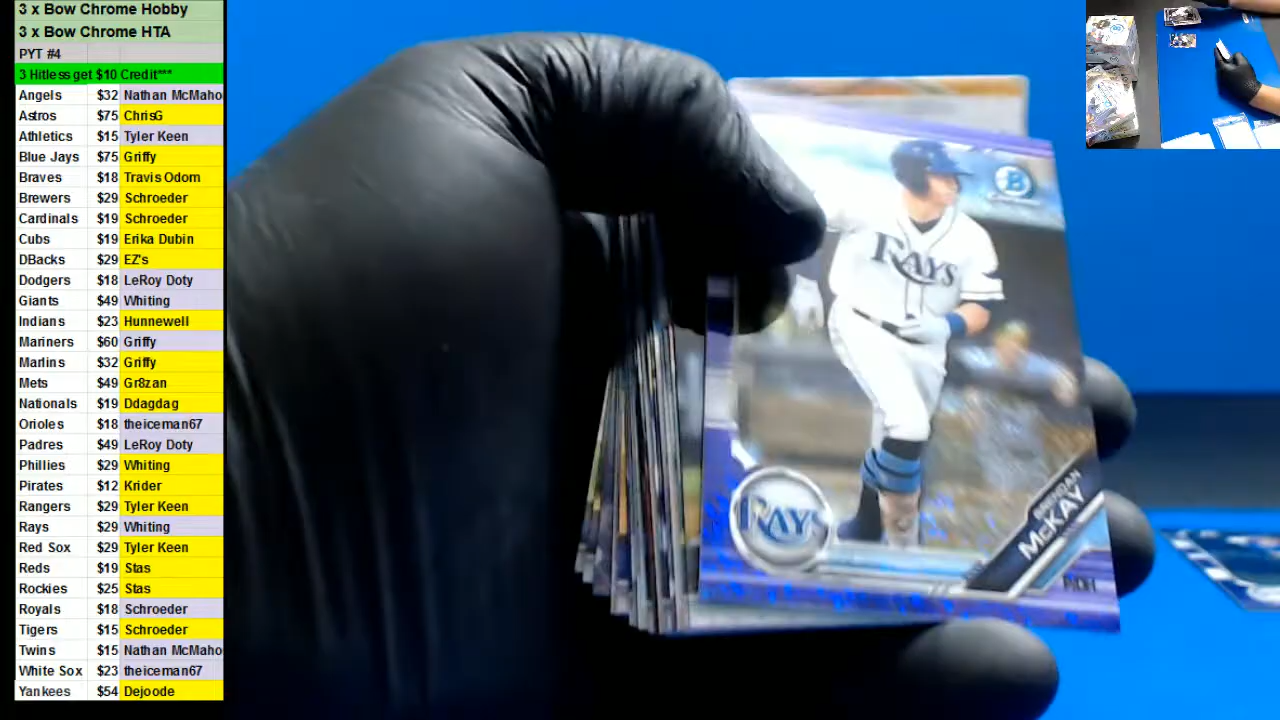 3 x Bow Chrome Hobby
3 x Bow Chrome HTA
PYT #4
3 Hitless get $10 Credit***
Angels $32 Nathan McMaho
Astros $75 ChrisG
Athletics $15 Tyler Keen
Blue Jays $75 Griffy
Braves $18 Travis Odom
Brewers $29 Schroeder
Cardinals $19 Schroeder
Cubs $19 Erika Dubin
DBacks $29 EZ's
Dodgers $18 LeRoy Doty
Giants $49 Whiting
Indians $23 Hunnewell
Mariners $60 Griffy
Marlins $32 Griffy
Mets $49 Gr8zan
Nationals $19 Ddagdag
Orioles $18 theiceman67
Padres $49 LeRoy Doty
Phillies $29 Whiting
Pirates $12 Krider
Rangers $29 Tyler Keen
Rays $29 Whiting
Red Sox $29 Tyler Keen
Reds $19 Stas
Rockies $25 Stas
Royals $18 Schroeder
Tigers $15 Schroeder
Twins $15 Nathan McMaho
White Sox $23 theiceman67
Yankees $54 Dejoode
B
RAYS
RAYS
BRENDAN
McKAY